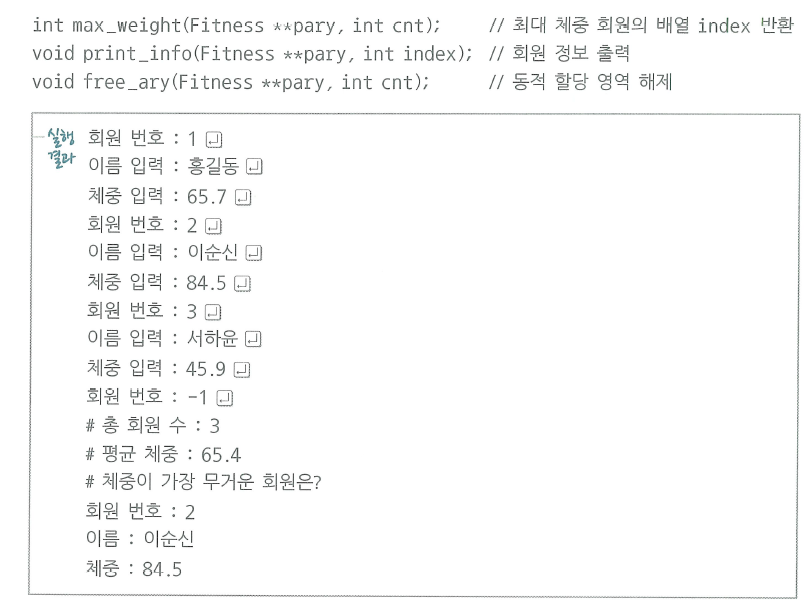 int max_weight(Fitness **pary, int cnt); // 최대 체중 회원의 배열 index 반환
void print_info(Fitness **pary, int index); // 회원 정보 출력
void free_ary(Fitness **pary, int cnt); // 동적 할당 영역 해제
실행
결과
회원 번호 : 1 ↵
이름 입력 : 홍길동 ↵
체중 입력 : 65.7 ↵
회원 번호 : 2 ↵
이름 입력 : 이순신 ↵
체중 입력 : 84.5 ↵
회원 번호 : 3 ↵
이름 입력 : 서하윤 ↵
체중 입력 : 45.9 ↵
회원 번호 : -1 ↵
# 총 회원 수 : 3
# 평균 체중 : 65.4
# 체중이 가장 무거운 회원은?
회원 번호 : 2
이름 : 이순신
체중 : 84.5